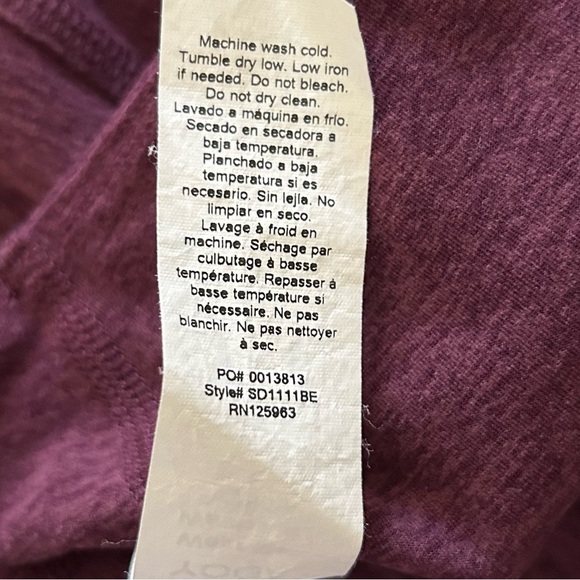 Machine wash cold.
Tumble dry low. Low iron
if needed. Do not bleach.
Do not dry clean.
Lavado a máquina en frío.
Secado en secadora a
baja temperatura.
Planchado a baja
temperatura si es
necesario. Sin lejía. No
limpiar en seco.
Lavage à froid en
machine. Séchage par
culbutage à basse
température. Repasser à
basse température si
nécessaire. Ne pas
blanchir. Ne pas nettoyer
à sec.
PO# 0013813
Style# SD1111BE
RN125963